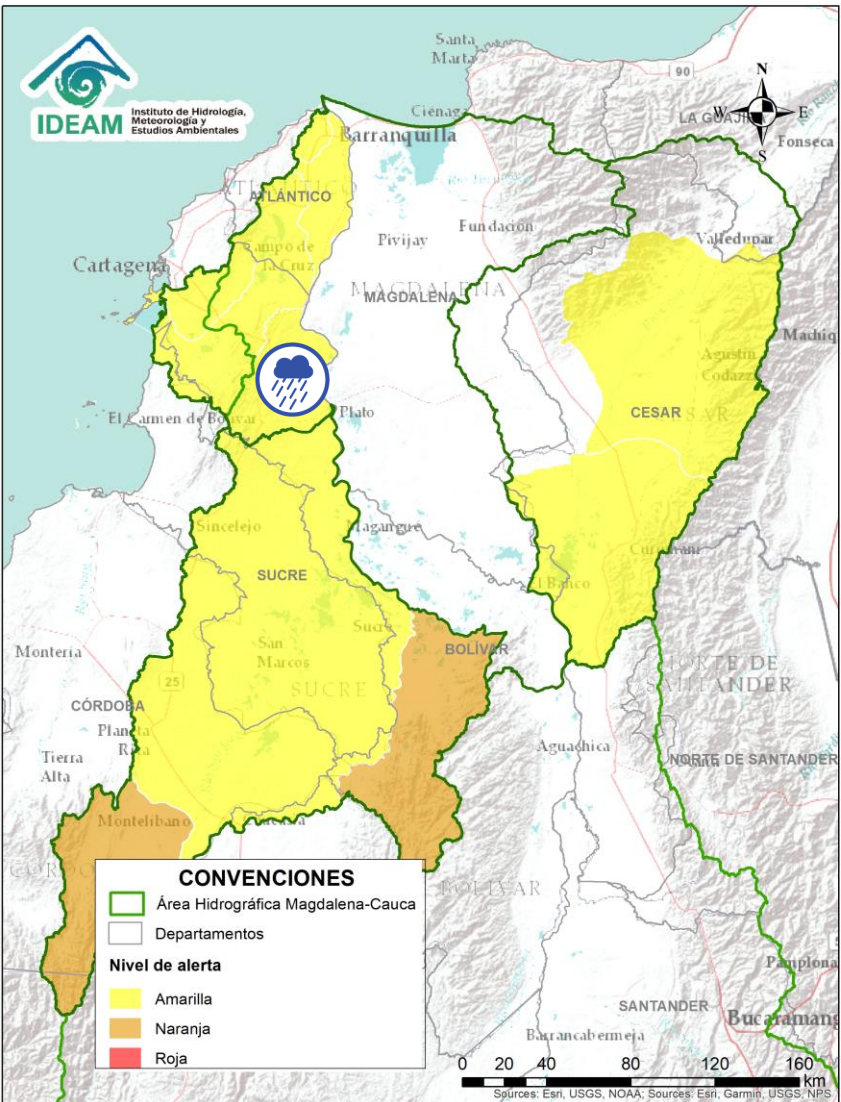 IDEAM
Instituto de Hidrología,
Meteorología y
Estudios Ambientales
Santa
Marta
90
N
W
E
S
Ciénaga
LA GUAJIRA
Barranquilla
Fonseca
ATLÁNTICO
ATLÁNTICO
Fundación
Pivijay
Valledupar
Campo de
la Cruz
Cartagena
MAGDALENA
MAGDALENA
Machiq
Agustín
Codazzi
CESAR
CESAR
El Carmen de Bolívar
Plato
Sincelejo
Magangue
Curumaní
SUCRE
El Banco
Sucre
Montería
San
Marcos
BOLÍVAR
NORTE DE
SANTANDER
25
SUCRE
CÓRDOBA
Planeta
Rica
Aguachica
Tierra
Alta
NORTE DE SANTANDER
Montelíbano
CONVENCIONES
Área Hidrográfica Magdalena-Cauca
Departamentos
Nivel de alerta
Amarilla
Naranja
Roja
BOLÍVAR
Pamplona
SANTANDER
Bucaramang
Barrancabermeja
0 20 40 80 120 160
km
Sources: Esri, USGS, NOAA; Sources: Esri, Garmin, USGS, NPS